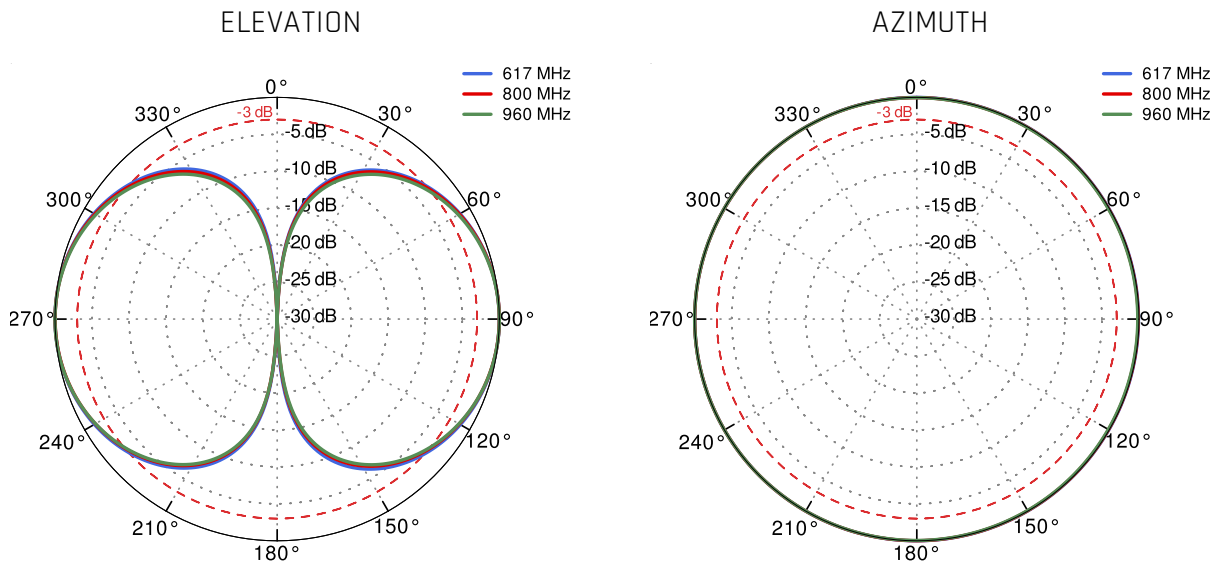 ELEVATION
617 MHz
800 MHz
960 MHz
0°
330°
-3 dB
30°
-5 dB
-10 dB
300°
-15 dB
60°
-20 dB
-25 dB
270°
-30 dB
90°
240°
120°
210°
150°
180°
AZIMUTH
617 MHz
800 MHz
960 MHz
0°
330°
-3 dB
30°
-5 dB
-10 dB
300°
-15 dB
60°
-20 dB
-25 dB
270°
-30 dB
90°
240°
120°
210°
150°
180°